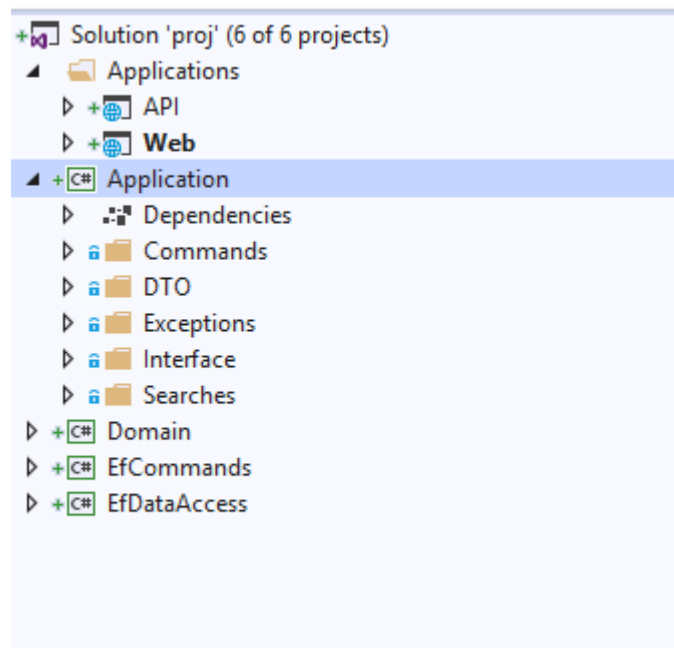 Solution 'proj' (6 of 6 projects)
Applications
API
Web
C# Application
Dependencies
Commands
DTO
Exceptions
Interface
Searches
C# Domain
C# EfCommands
C# EfDataAccess